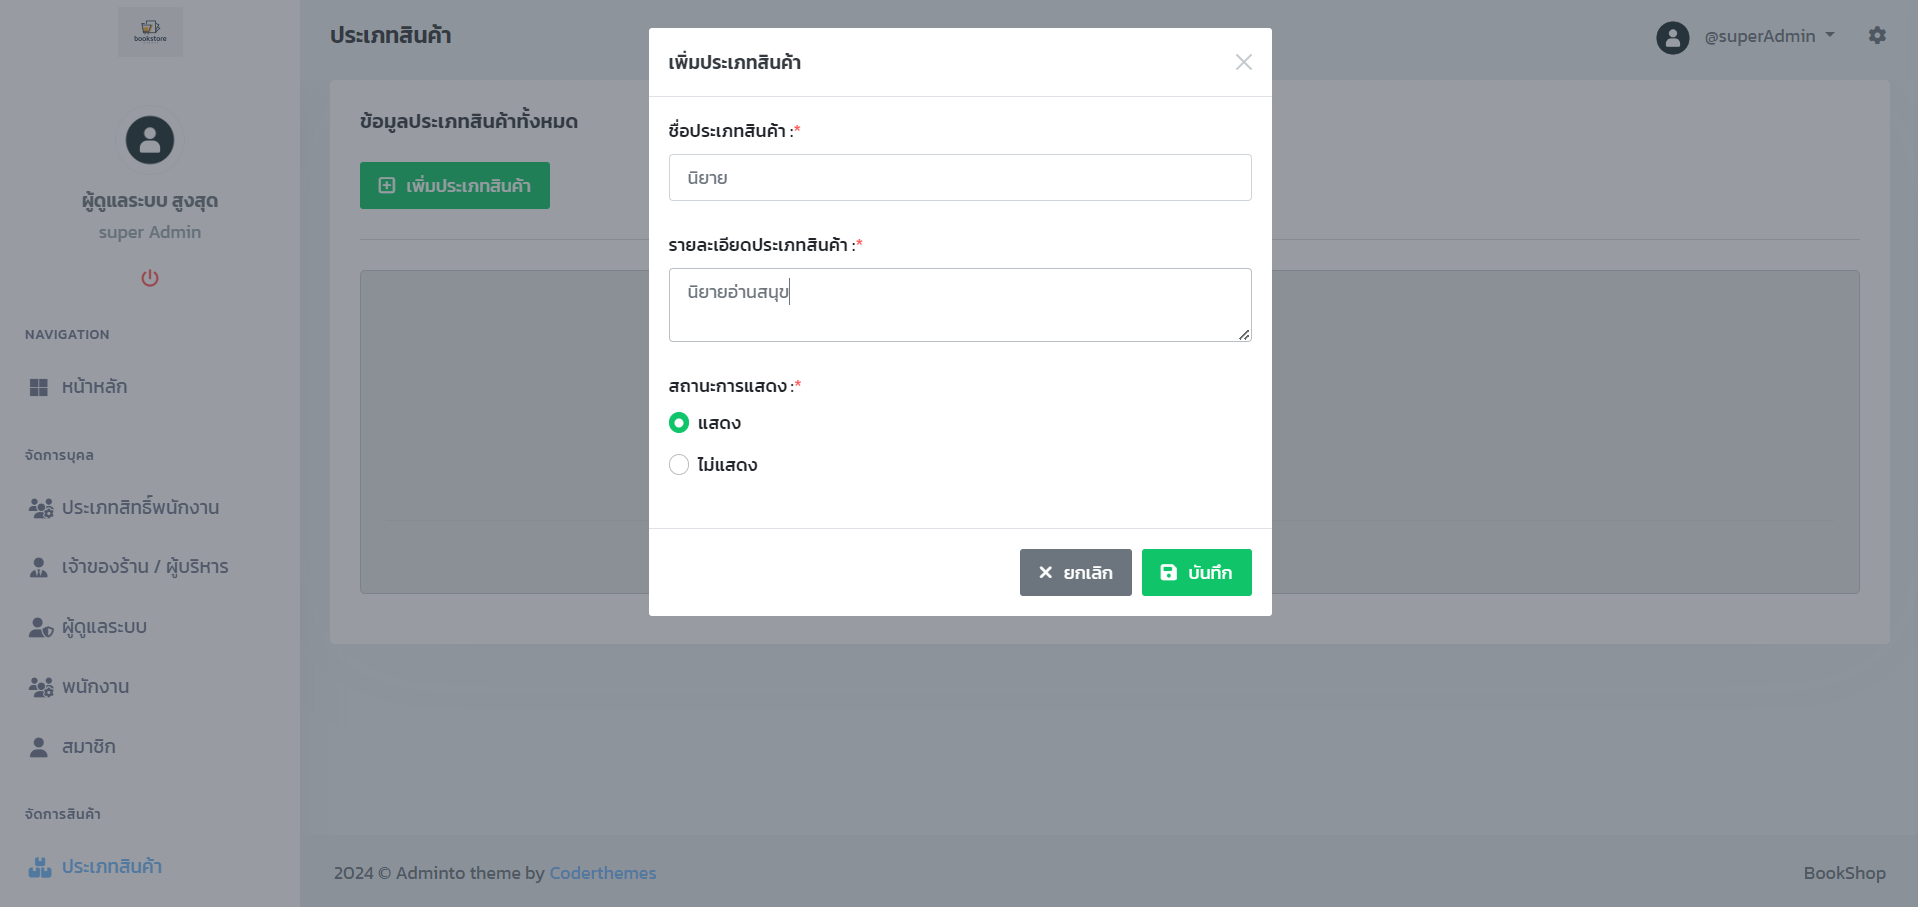 bookstore
ผู้ดูแลระบบ สูงสุด
super Admin
NAVIGATION
หน้าหลัก
จัดการบุคล
ประเภทสิทธิ์พนักงาน
เจ้าของร้าน / ผู้บริหาร
ผู้ดูแลระบบ
พนักงาน
สมาชิก
จัดการสินค้า
ประเภทสินค้า
ประเภทสินค้า
@superAdmin
ข้อมูลประเภทสินค้าทั้งหมด
เพิ่มประเภทสินค้า
เพิ่มประเภทสินค้า
ชื่อประเภทสินค้า :*
นิยาย
รายละเอียดประเภทสินค้า :*
นิยายอ่านสนุข
สถานะการแสดง :*
แสดง
ไม่แสดง
ยกเลิก
บันทึก
2024 © Adminto theme by Coderthemes
BookShop